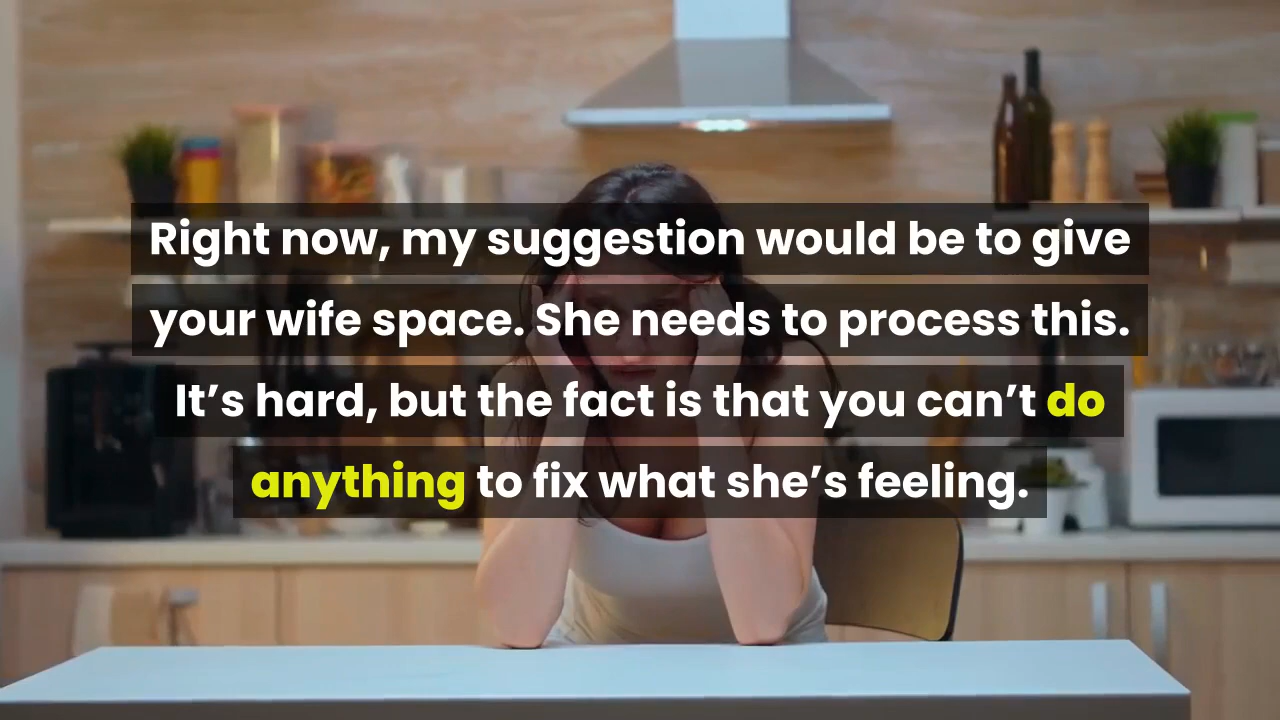 Right now, my suggestion would be to give
your wife space. She needs to process this.
It’s hard, but the fact is that you can’t do
anything to fix what she’s feeling.